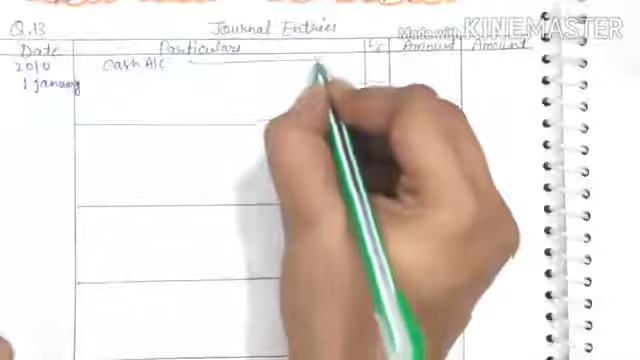 Q.13 Journal Entries
Made with KINEMASTER
Date Particulars L.F. Amount Amount
2010 Cash A/C
1 January